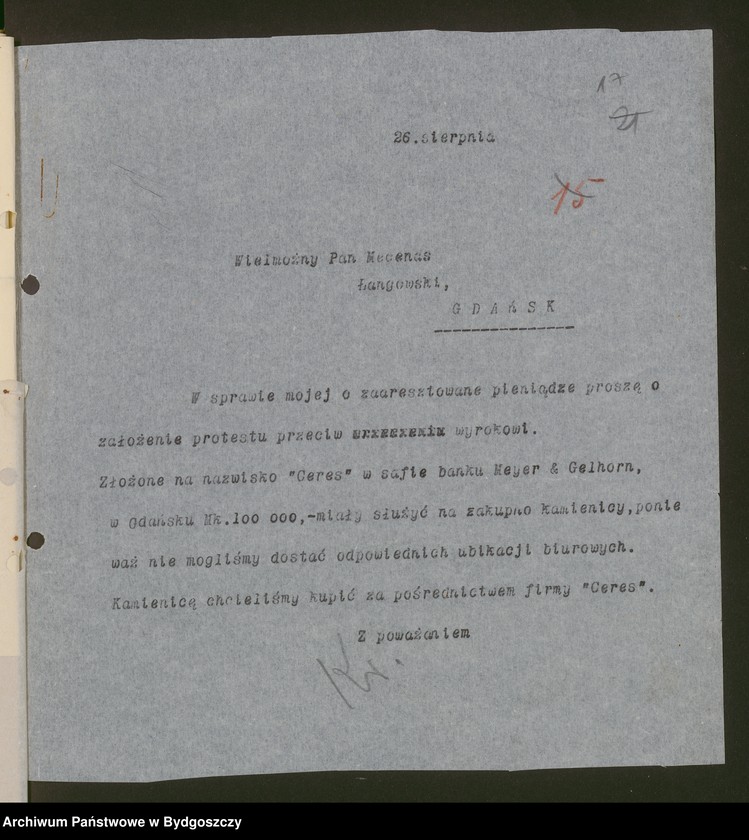 17
21
26.sierpnia
15
Wielmożny Pan Mecenas
Łangowski,
G D A Ń S K
W sprawie mojej o zaaresztowane pieniądze proszę o
założenie protestu przeciw wyrokowi.
Złożone na nazwisko "Ceres" w safie banku Meyer & Gelhorn,
w Gdańsku Mk.100 000,-miały służyć na zakupno kamienicy,ponie
waż nie mogliśmy dostać odpowiednich ubikacji biurowych.
Kamienicę chcieliśmy kupić za pośrednictwem firmy "Ceres".
Z poważaniem
Kr.
Archiwum Państwowe w Bydgoszczy